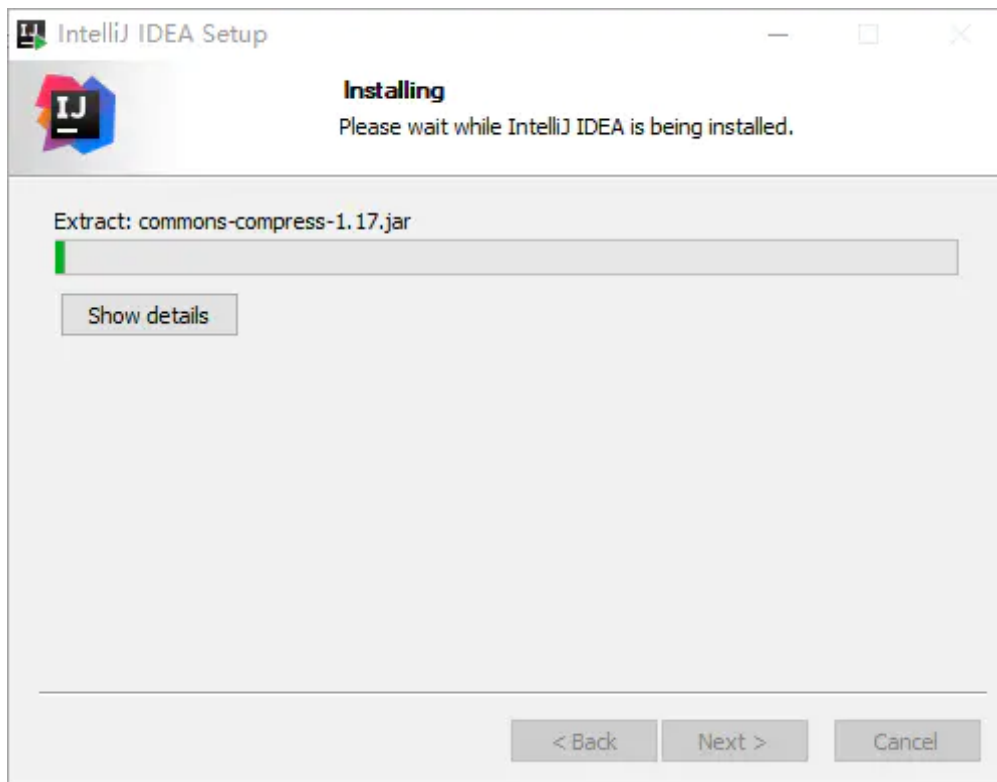 IntelliJ IDEA Setup
IJ
Installing
Please wait while IntelliJ IDEA is being installed.
Extract: commons-compress-1.17.jar
Show details
< Back
Next >
Cancel